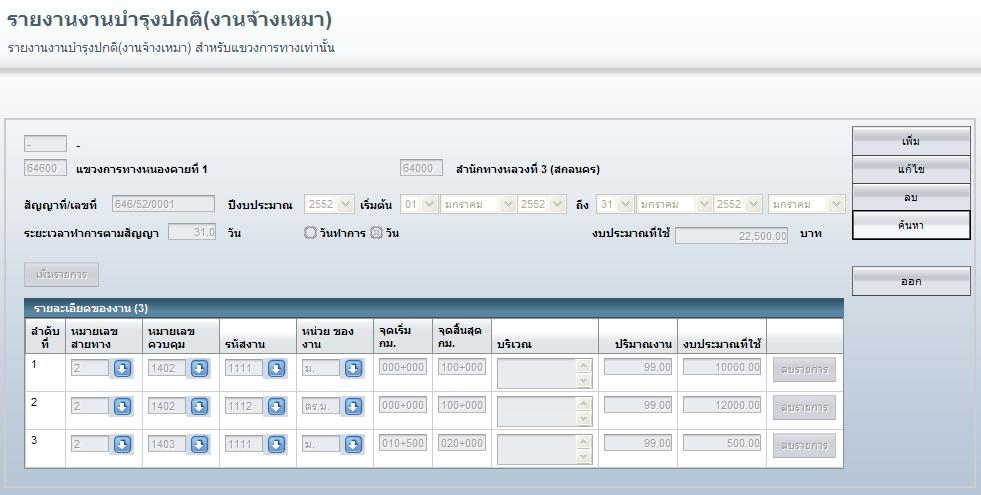 รายงานงานบำรุงปกติ(งานจ้างเหมา)
รายงานงานบำรุงปกติ(งานจ้างเหมา) สำหรับแขวงการทางเท่านั้น
- -
64600 แขวงการทางหนองคายที่ 1 64000 สำนักทางหลวงที่ 3 (สกลนคร)
สัญญาที่/เลขที่ 646/52/0001 ปีงบประมาณ 2552 เริ่มต้น 01 มกราคม 2552 ถึง 31 มกราคม 2552 มกราคม
ระยะเวลาทำการตามสัญญา 31.0 วัน วันทำการ วัน งบประมาณที่ใช้ 22,500.00 บาท
เพิ่ม
แก้ไข
ลบ
ค้นหา
ออก
เพิ่มรายการ
รายละเอียดของงาน (3)
ลำดับที่ หมายเลขสายทาง หมายเลขควบคุม รหัสงาน หน่วย ของงาน จุดเริ่ม กม. จุดสิ้นสุด กม. บริเวณ ปริมาณงาน งบประมาณที่ใช้
1 2 1402 1111 ม. 000+000 100+000 99.00 10000.00 ลบรายการ
2 2 1402 1112 ตร.ม. 000+000 100+000 99.00 12000.00 ลบรายการ
3 2 1403 1111 ม. 010+500 020+000 99.00 500.00 ลบรายการ